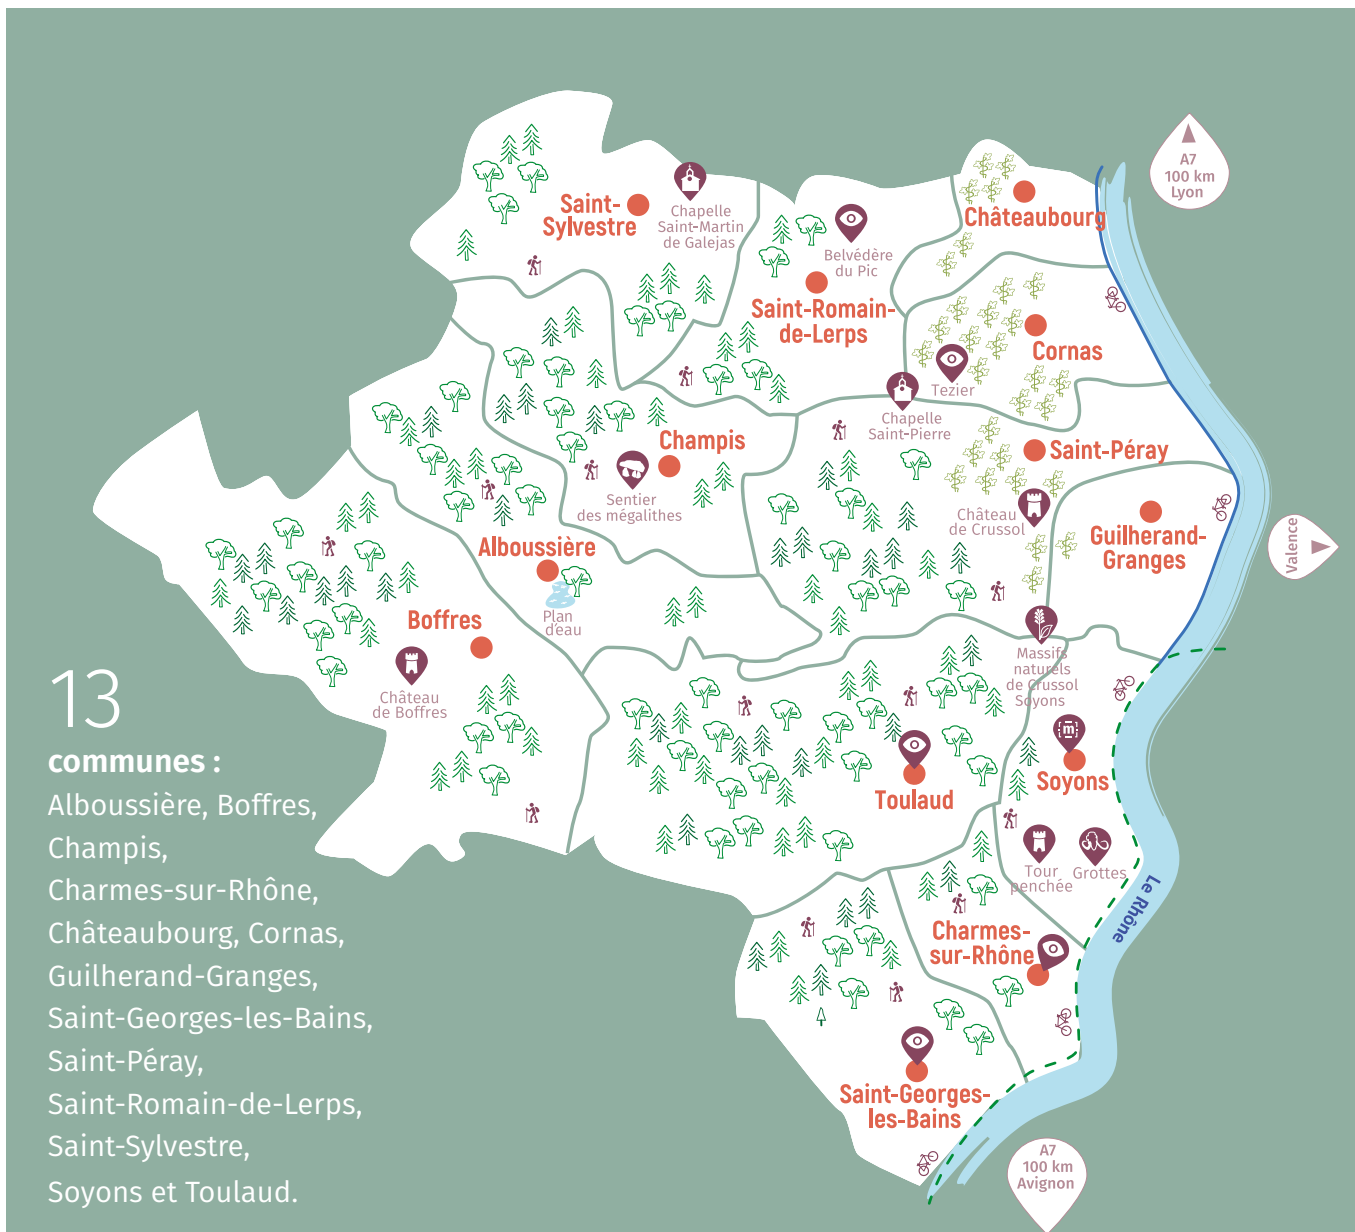 A7
100 km
Lyon
Saint-
Sylvestre
Chapelle
Saint-Martin
de Galejas
Châteaubourg
Belvédère
du Pic
Saint-Romain-
de-Lerps
Cornas
Tezier
Chapelle
Saint-Pierre
Champis
Saint-Péray
Sentier
des mégalithes
Château
de Crussol
Guilherand-
Granges
Valence
Alboussière
Plan
d'eau
Boffres
Château
de Boffres
Massifs
naturels
de Crussol
Soyons
m
Soyons
Toulaud
Tour
penchée
Grottes
Le Rhône
Charmes-
sur-Rhône
Saint-Georges-
les-Bains
A7
100 km
Avignon
13
communes :
Alboussière, Boffres,
Champis,
Charmes-sur-Rhône,
Châteaubourg, Cornas,
Guilherand-Granges,
Saint-Georges-les-Bains,
Saint-Péray,
Saint-Romain-de-Lerps,
Saint-Sylvestre,
Soyons et Toulaud.